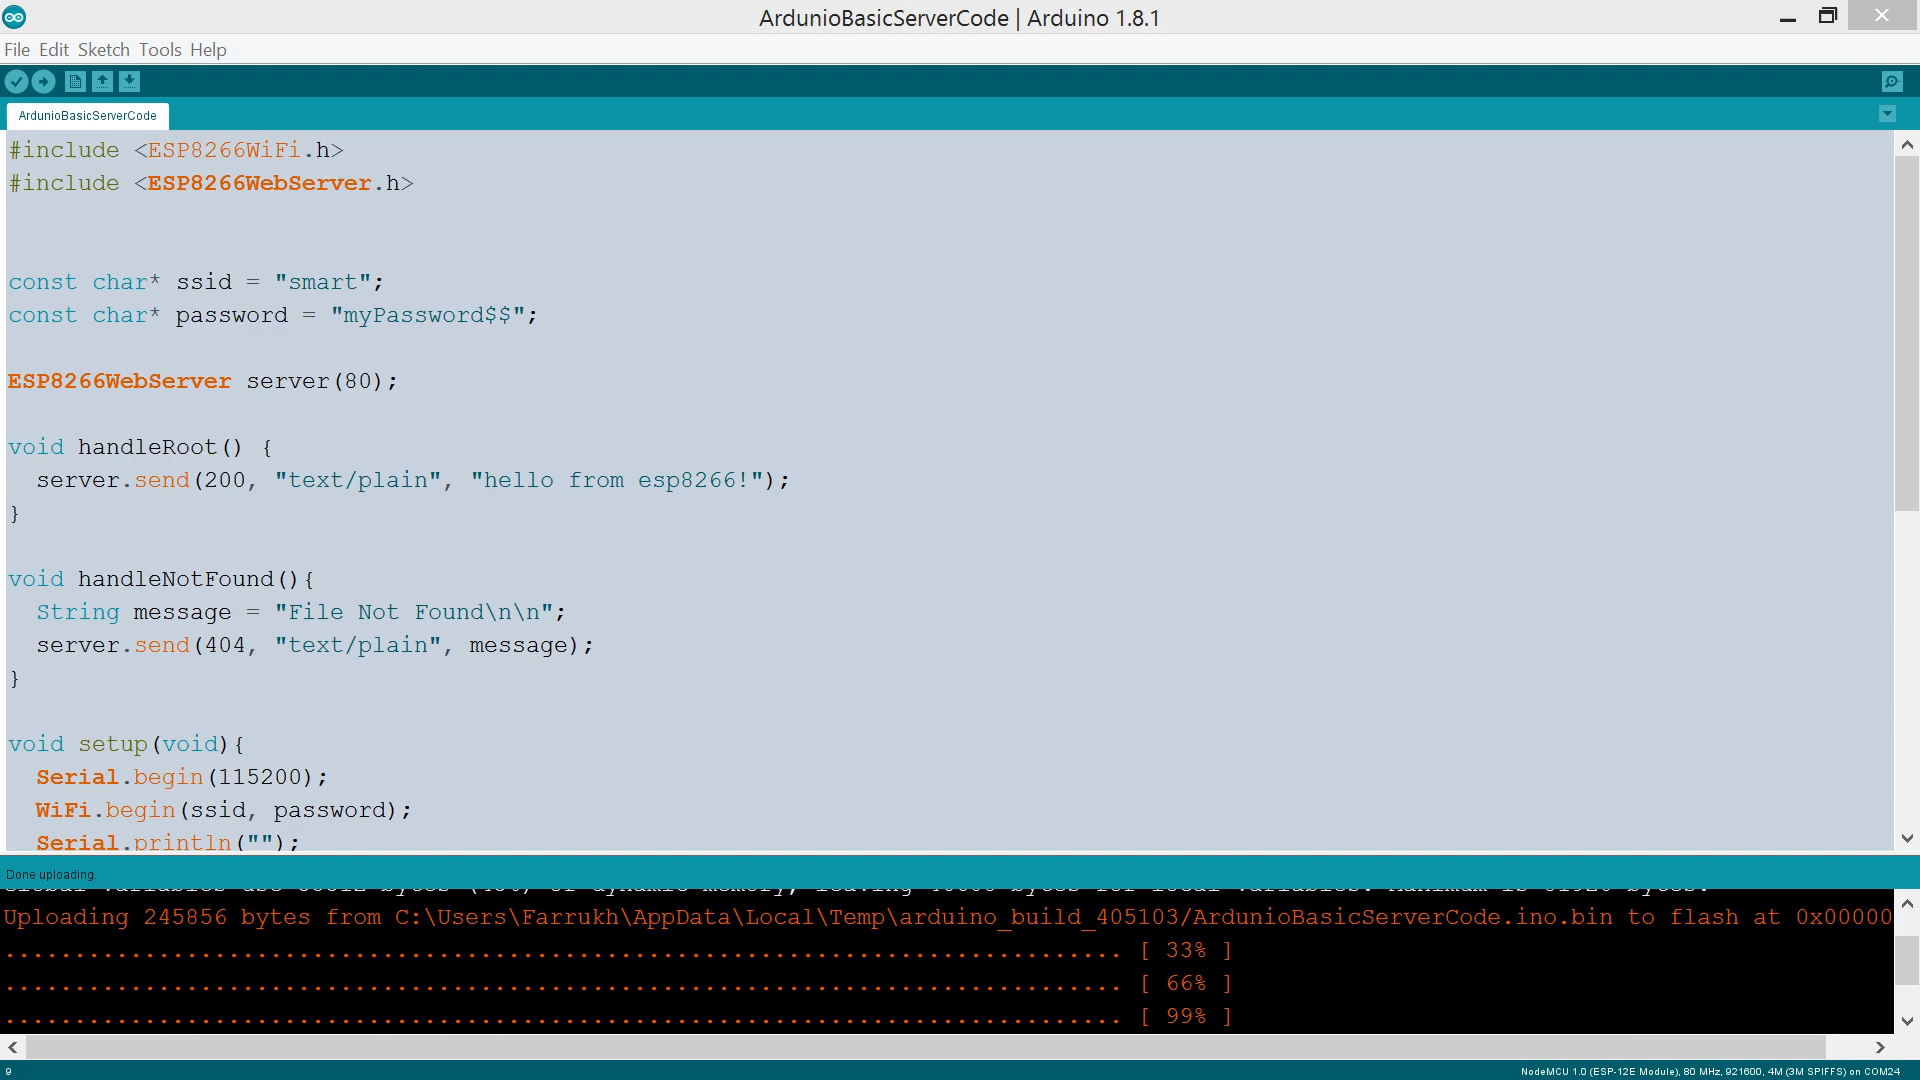 ArdunioBasicServerCode | Arduino 1.8.1
File Edit Sketch Tools Help
ArdunioBasicServerCode
#include <ESP8266WiFi.h>
#include <ESP8266WebServer.h>
const char* ssid = "smart";
const char* password = "myPassword$$";
ESP8266WebServer server(80);
void handleRoot() {
server.send(200, "text/plain", "hello from esp8266!");
}
void handleNotFound(){
String message = "File Not Found\n\n";
server.send(404, "text/plain", message);
}
void setup(void){
Serial.begin(115200);
WiFi.begin(ssid, password);
Serial.println("");
Done uploading.
Uploading 245856 bytes from C:\Users\Farrukh\AppData\Local\Temp\arduino_build_405103/ArdunioBasicServerCode.ino.bin to flash at 0x00000
................................................................................ [ 33% ]
................................................................................ [ 66% ]
................................................................................ [ 99% ]
9
NodeMCU 1.0 (ESP-12E Module), 80 MHz, 921600, 4M (3M SPIFFS) on COM24